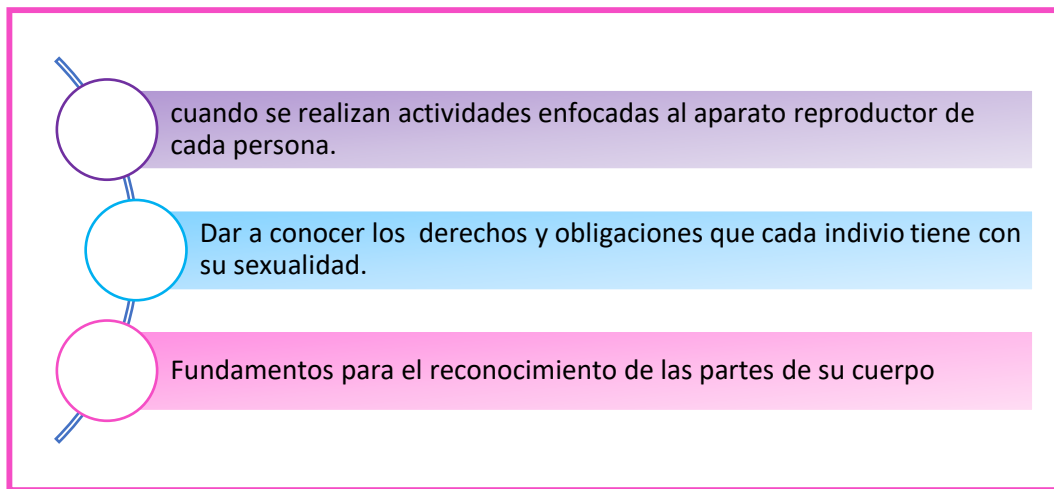 cuando se realizan actividades enfocadas al aparato reproductor de
cada persona.
Dar a conocer los  derechos y obligaciones que cada indivio tiene con
su sexualidad.
Fundamentos para el reconocimiento de las partes de su cuerpo